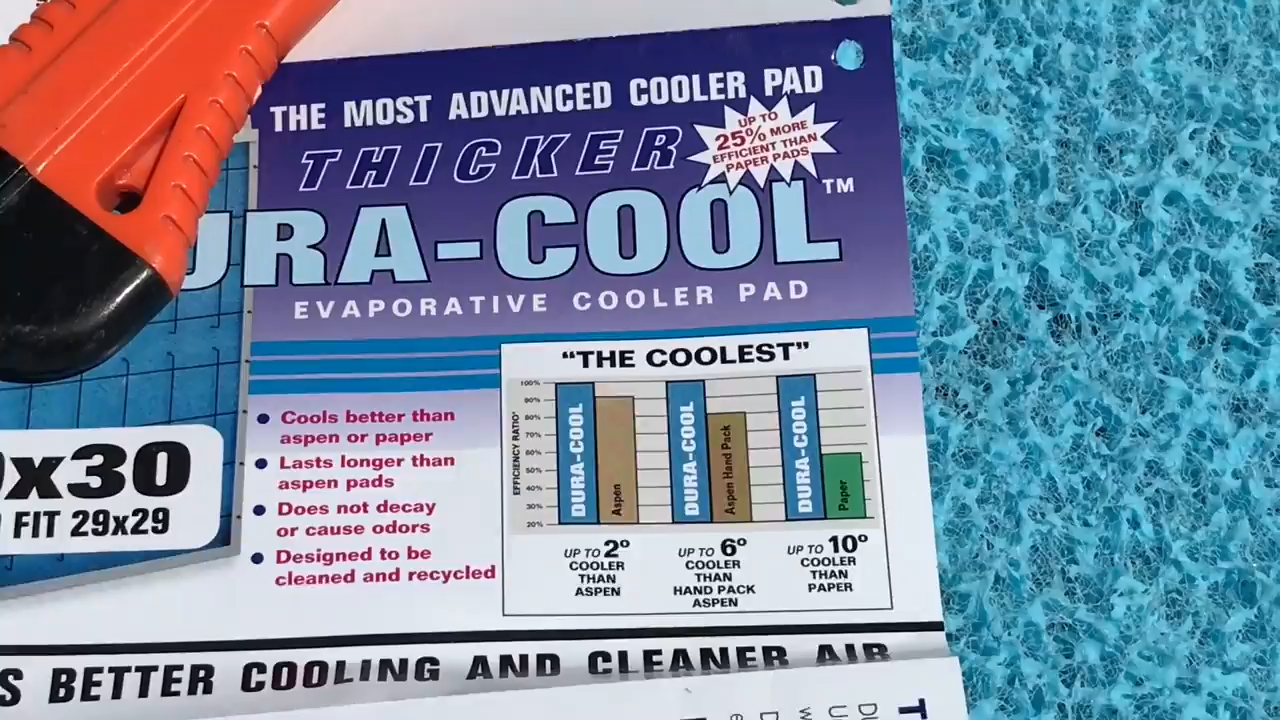 THE MOST ADVANCED COOLER PAD
THICKER
UP TO
25% MORE
EFFICIENT THAN
PAPER PADS
URA-COOL™
EVAPORATIVE COOLER PAD
"THE COOLEST"
EFFICIENCY RATIO*
100%
90%
80%
70%
60%
50%
40%
30%
20%
DURA-COOL
Aspen
DURA-COOL
Aspen Hand Pack
DURA-COOL
Paper
UP TO 2°
COOLER
THAN
ASPEN
UP TO 6°
COOLER
THAN
HAND PACK
ASPEN
UP TO 10°
COOLER
THAN
PAPER
• Cools better than
aspen or paper
• Lasts longer than
aspen pads
• Does not decay
or cause odors
• Designed to be
cleaned and recycled
x30
FIT 29x29
S BETTER COOLING AND CLEANER AIR